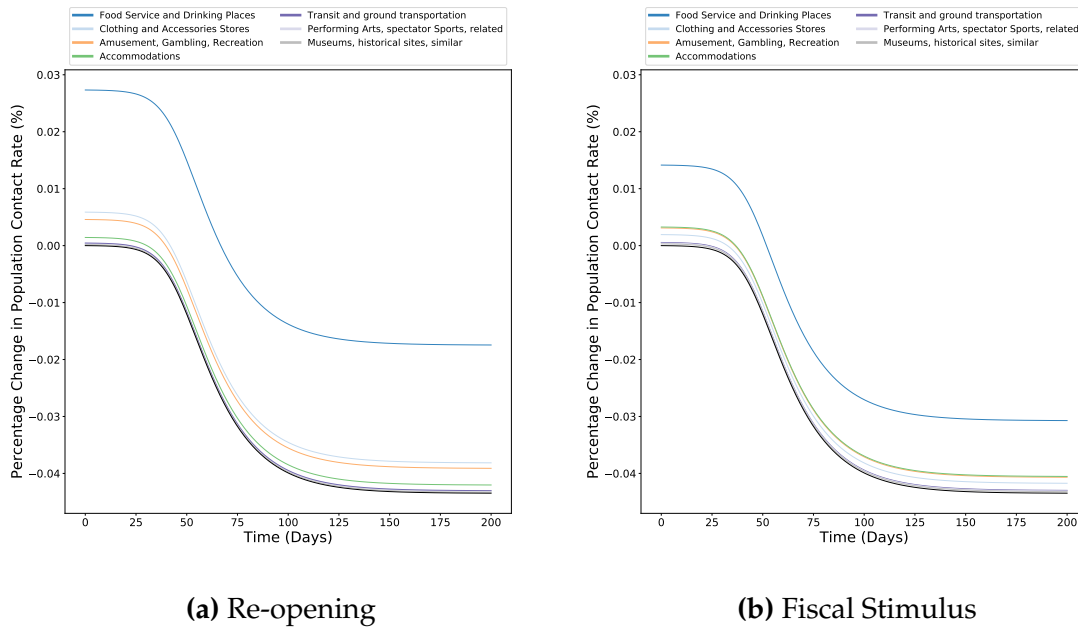 Food Service and Drinking Places
Clothing and Accessories Stores
Amusement, Gambling, Recreation
Accommodations
Transit and ground transportation
Performing Arts, spectator Sports, related
Museums, historical sites, similar
Percentage Change in Population Contact Rate (%)
0.03
0.02
0.01
0.00
−0.01
−0.02
−0.03
−0.04
0 25 50 75 100 125 150 175 200
Time (Days)
(a) Re-opening
Food Service and Drinking Places
Clothing and Accessories Stores
Amusement, Gambling, Recreation
Accommodations
Transit and ground transportation
Performing Arts, spectator Sports, related
Museums, historical sites, similar
Percentage Change in Population Contact Rate (%)
0.03
0.02
0.01
0.00
−0.01
−0.02
−0.03
−0.04
0 25 50 75 100 125 150 175 200
Time (Days)
(b) Fiscal Stimulus